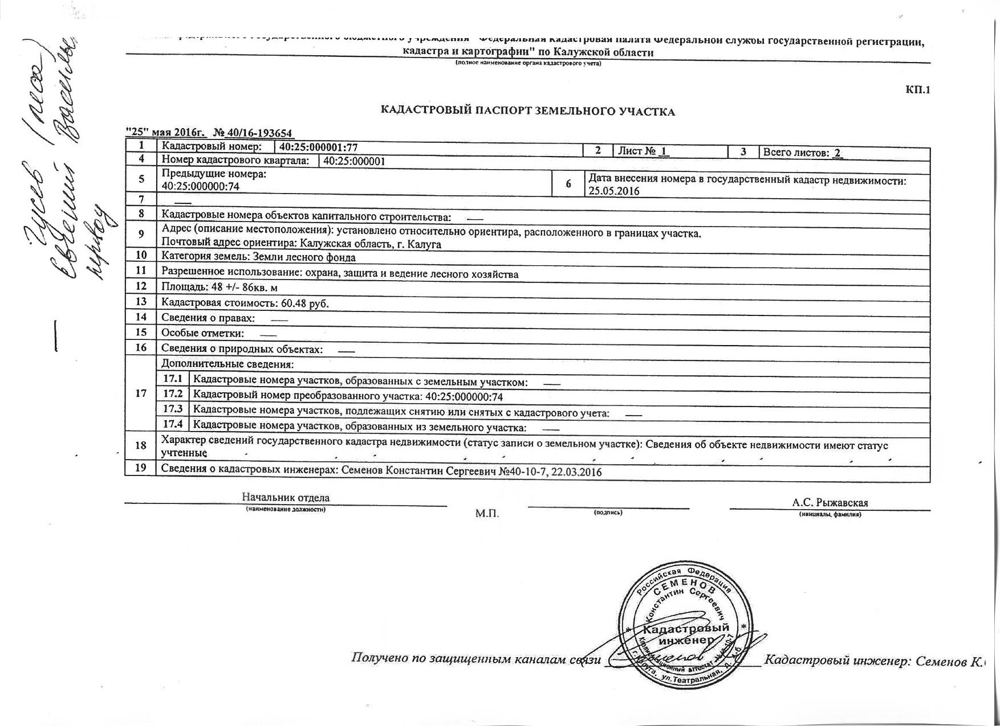 "Федеральная кадастровая палата Федеральной службы государственной регистрации,
кадастра и картографии" по Калужской области
(полное наименование органа кадастрового учета)
КП.1
КАДАСТРОВЫЙ ПАСПОРТ ЗЕМЕЛЬНОГО УЧАСТКА
"25" мая 2016г. № 40/16-193654
1 Кадастровый номер: 40:25:000001:77 2 Лист № 1 3 Всего листов: 2
4 Номер кадастрового квартала: 40:25:000001
5 Предыдущие номера:
40:25:000000:74
6 Дата внесения номера в государственный кадастр недвижимости:
25.05.2016
7 —
8 Кадастровые номера объектов капитального строительства: —
9 Адрес (описание местоположения): установлено относительно ориентира, расположенного в границах участка.
Почтовый адрес ориентира: Калужская область, г. Калуга
10 Категория земель: Земли лесного фонда
11 Разрешенное использование: охрана, защита и ведение лесного хозяйства
12 Площадь: 48 +/- 86кв. м
13 Кадастровая стоимость: 60.48 руб.
14 Сведения о правах: —
15 Особые отметки: —
16 Сведения о природных объектах: —
17 Дополнительные сведения:
17.1 Кадастровые номера участков, образованных с земельным участком: —
17.2 Кадастровый номер преобразованного участка: 40:25:000000:74
17.3 Кадастровые номера участков, подлежащих снятию или снятых с кадастрового учета: —
17.4 Кадастровые номера участков, образованных из земельного участка: —
18 Характер сведений государственного кадастра недвижимости (статус записи о земельном участке): Сведения об объекте недвижимости имеют статус
учтенные
19 Сведения о кадастровых инженерах: Семенов Константин Сергеевич №40-10-7, 22.03.2016
Начальник отдела
(наименование должности)
М.П.
(подпись)
А.С. Рыжавская
(инициалы, фамилия)
Российская Федерация
СЕМЕНОВ
Константин Сергеевич
Кадастровый
инженер
Квалификационный аттестат №40-10-7
г.Калуга, ул.Театральная, д.
Получено по защищенным каналам связи Кадастровый инженер: Семенов К.
Гусев
Евгений